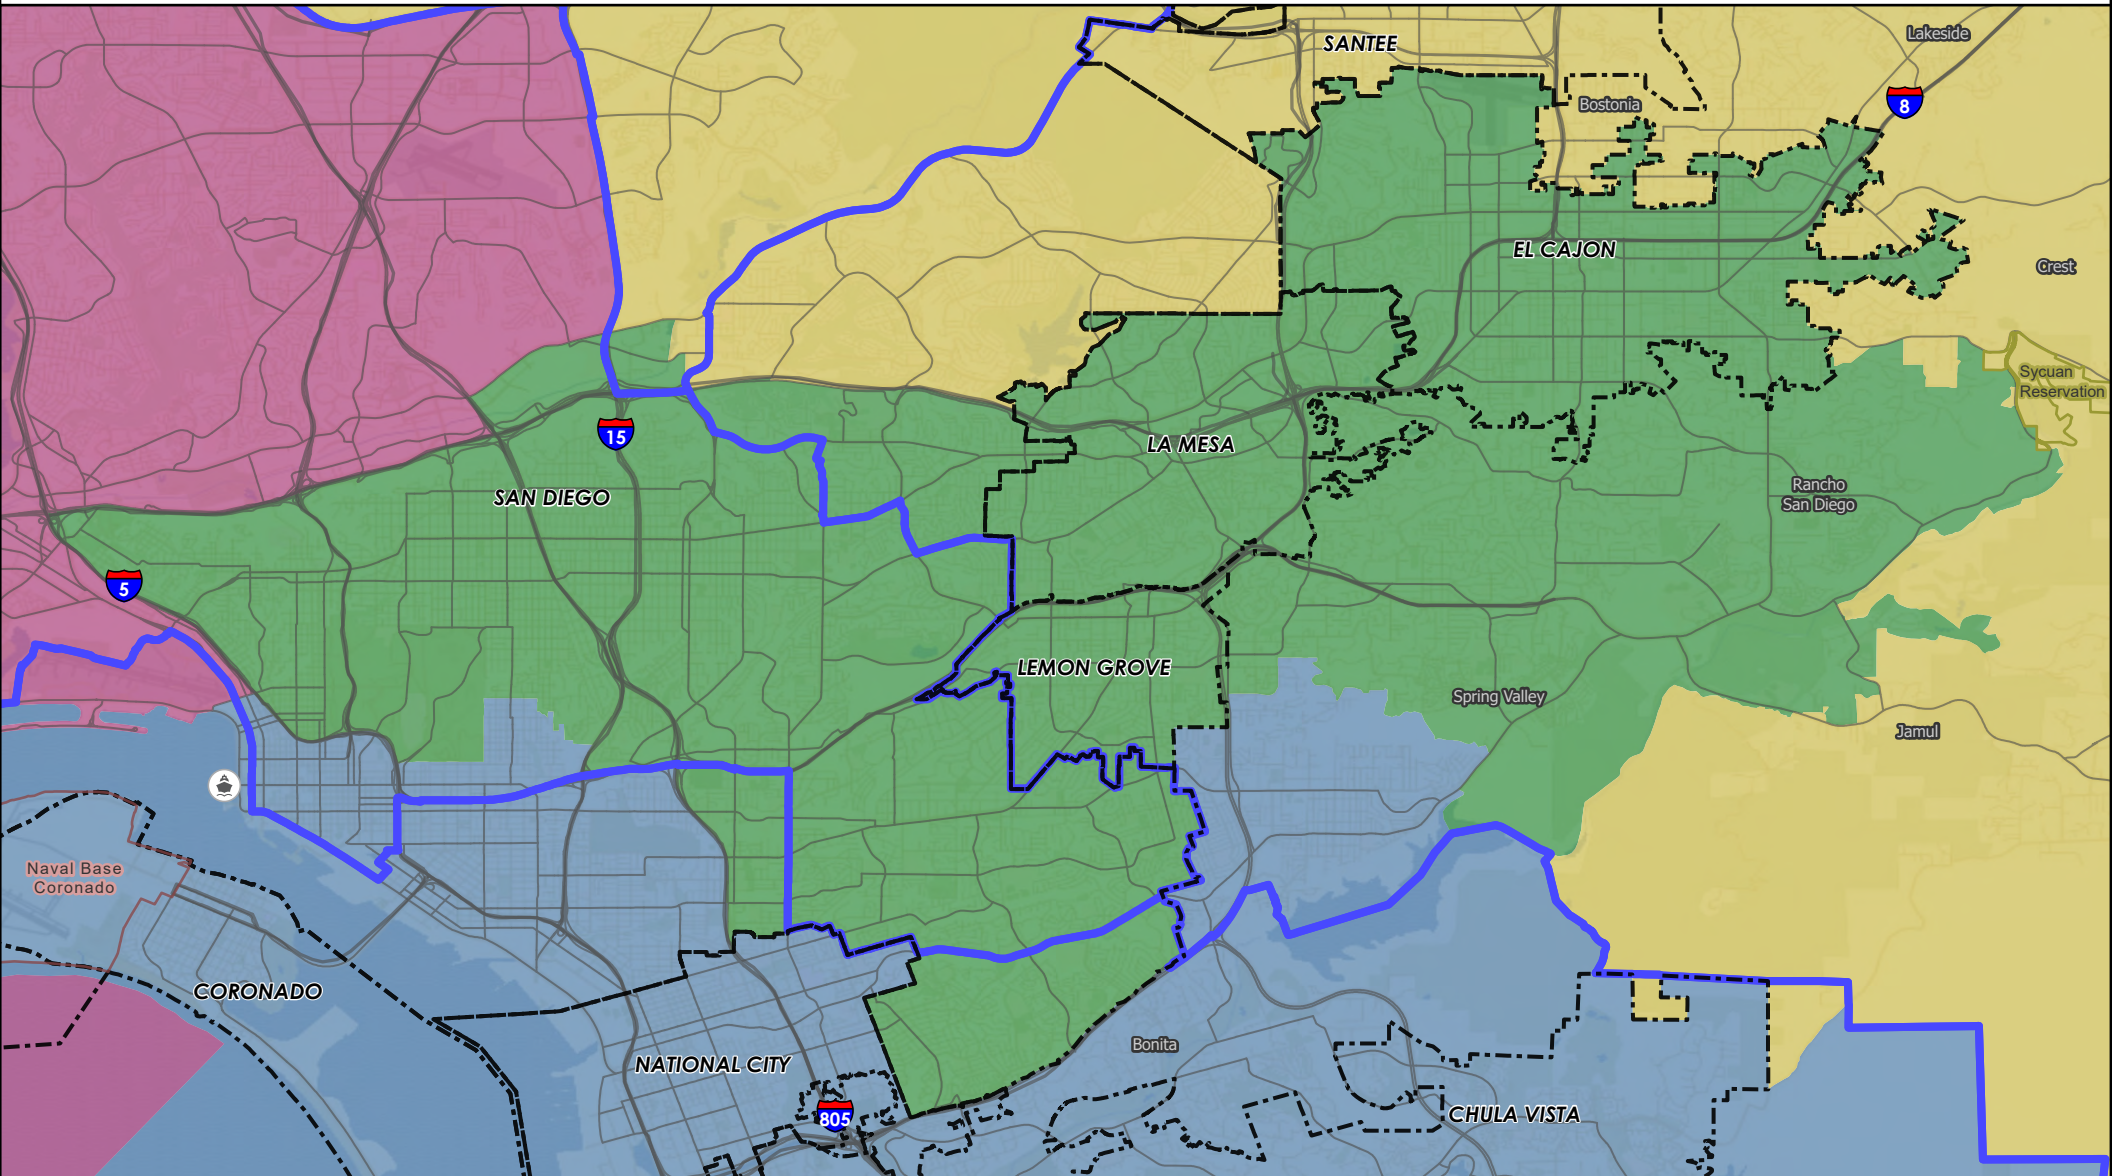 SANTEE
Lakeside
8
Bostonia
EL CAJON
Crest
Sycuan
Reservation
15
LA MESA
SAN DIEGO
Rancho
San Diego
5
LEMON GROVE
Spring Valley
Jamul
Naval Base
Coronado
CORONADO
Bonita
NATIONAL CITY
805
CHULA VISTA